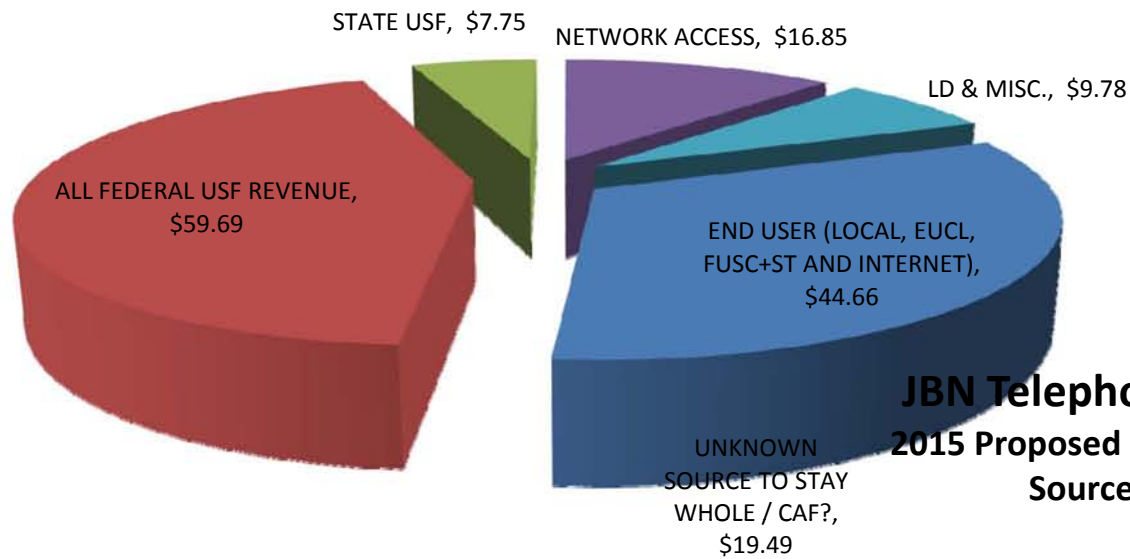 STATE USF, $7.75
NETWORK ACCESS, $16.85
LD & MISC., $9.78
ALL FEDERAL USF REVENUE,
$59.69
END USER (LOCAL, EUCL,
FUSC+ST AND INTERNET),
$44.66
UNKNOWN
SOURCE TO STAY
WHOLE / CAF?,
$19.49
JBN Telepho
2015 Proposed
Source